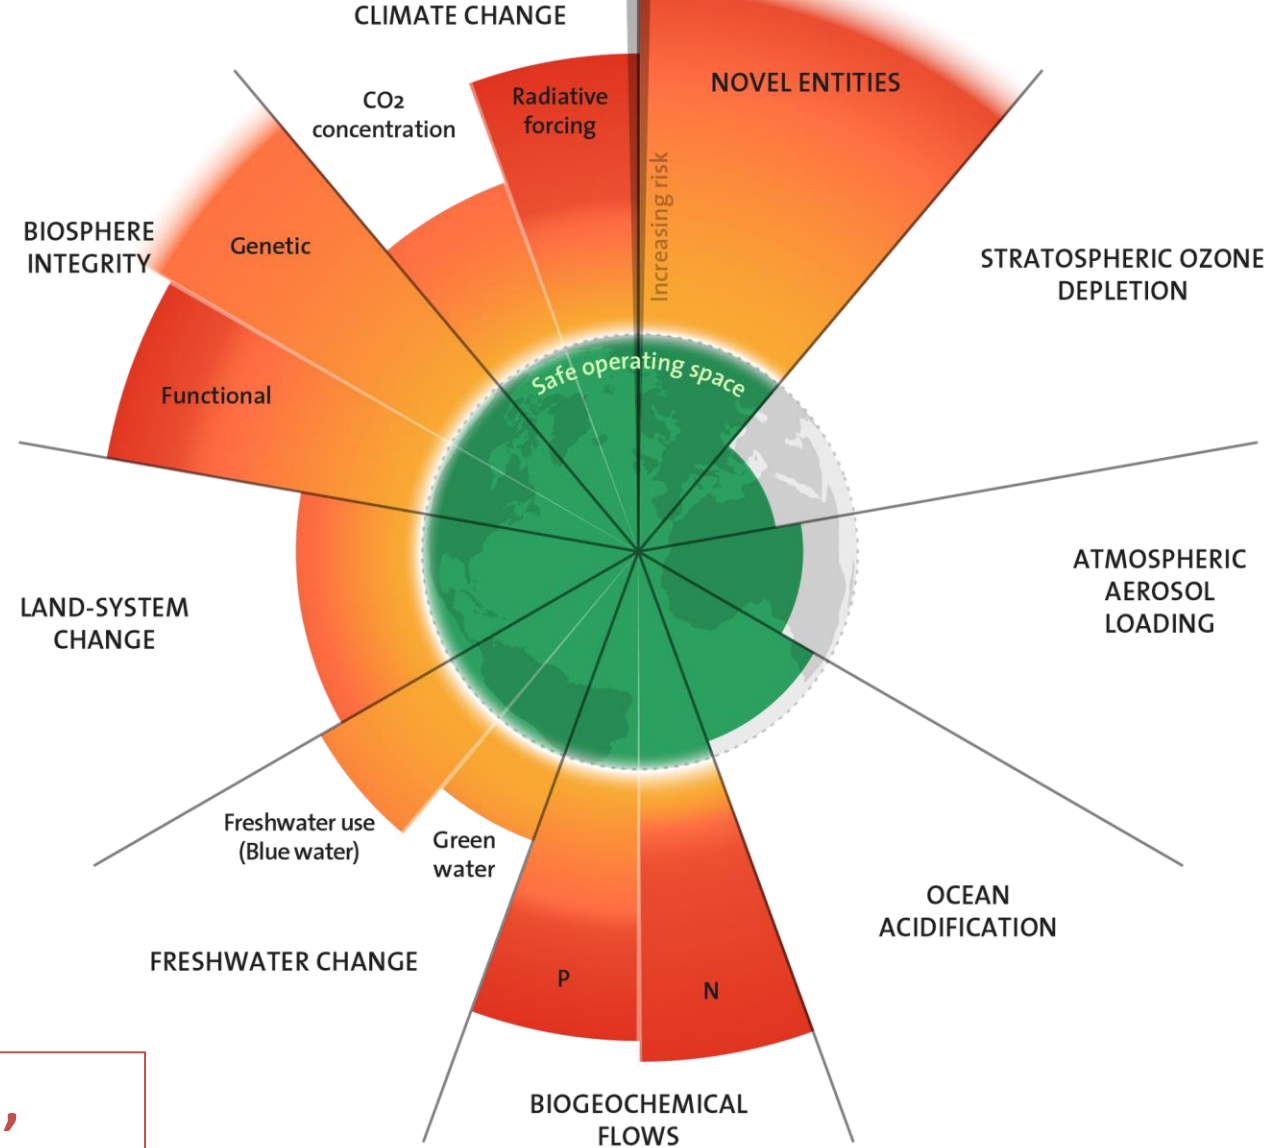 CLIMATE CHANGE
CO2
concentration
Radiative
forcing
NOVEL ENTITIES
Increasing risk
STRATOSPHERIC OZONE
DEPLETION
BIOSPHERE
INTEGRITY
Genetic
Functional
Safe operating space
ATMOSPHERIC
AEROSOL
LOADING
LAND-SYSTEM
CHANGE
Freshwater use
(Blue water)
Green
water
OCEAN
ACIDIFICATION
FRESHWATER CHANGE
P
N
BIOGEOCHEMICAL
FLOWS
,